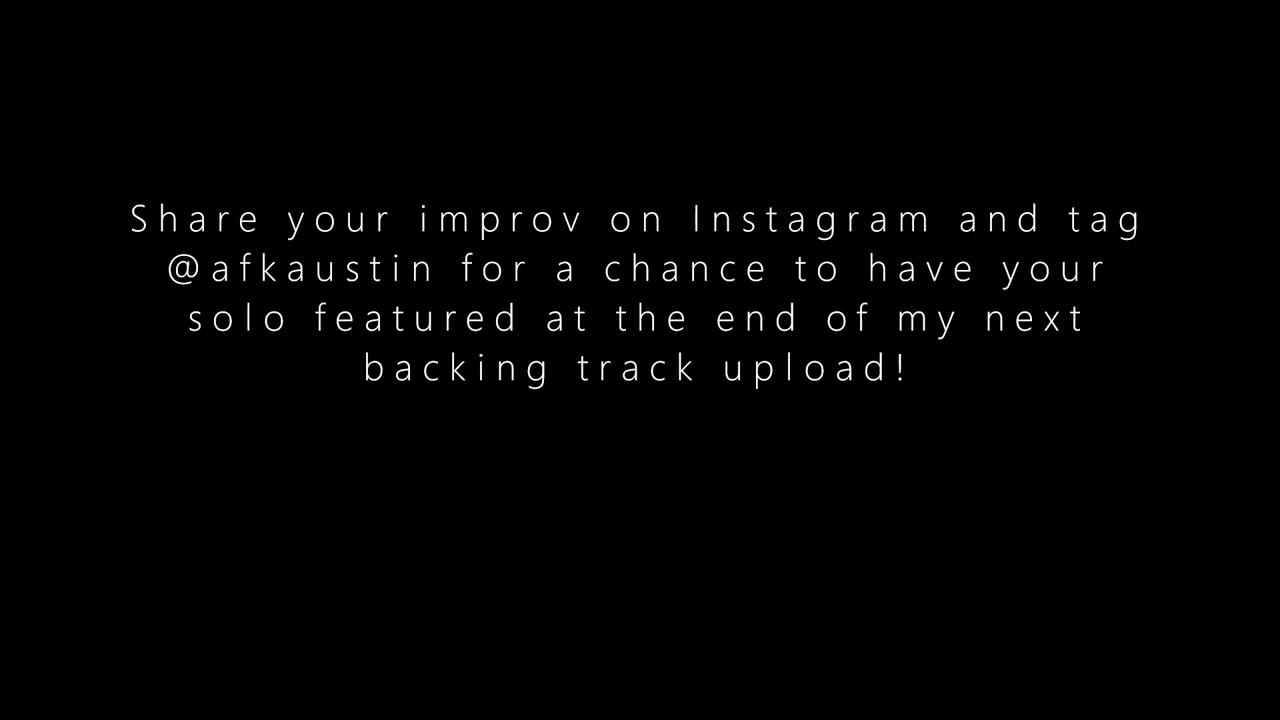 Share your improv on Instagram and tag
@afkaustin for a chance to have your
solo featured at the end of my next
backing track upload!